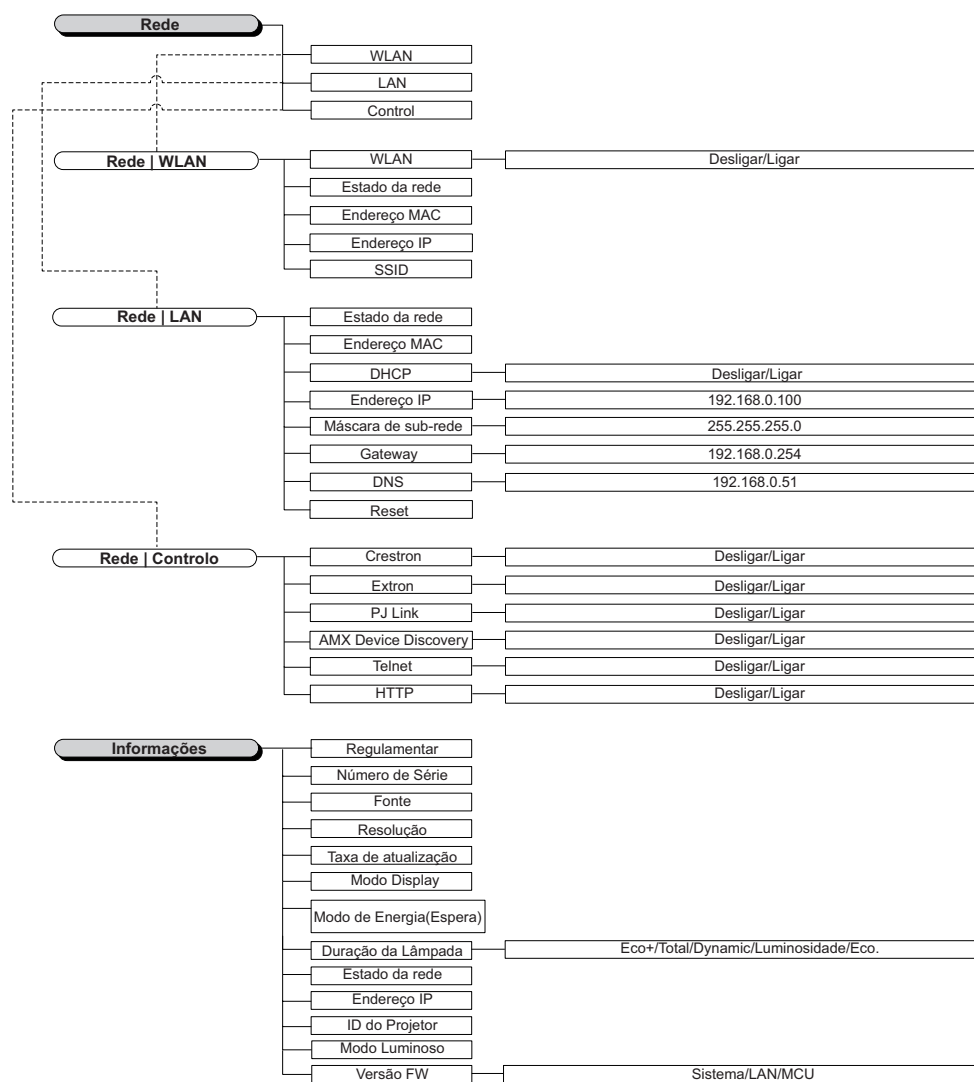 Rede
WLAN
LAN
Control
Rede | WLAN
WLAN
Desligar/Ligar
Estado da rede
Endereço MAC
Endereço IP
SSID
Rede | LAN
Estado da rede
Endereço MAC
DHCP
Desligar/Ligar
Endereço IP
192.168.0.100
Máscara de sub-rede
255.255.255.0
Gateway
192.168.0.254
DNS
192.168.0.51
Reset
Rede | Controlo
Crestron
Desligar/Ligar
Extron
Desligar/Ligar
PJ Link
Desligar/Ligar
AMX Device Discovery
Desligar/Ligar
Telnet
Desligar/Ligar
HTTP
Desligar/Ligar
Informações
Regulamentar
Número de Série
Fonte
Resolução
Taxa de atualização
Modo Display
Modo de Energia(Espera)
Duração da Lâmpada
Eco+/Total/Dynamic/Luminosidade/Eco.
Estado da rede
Endereço IP
ID do Projetor
Modo Luminoso
Versão FW
Sistema/LAN/MCU